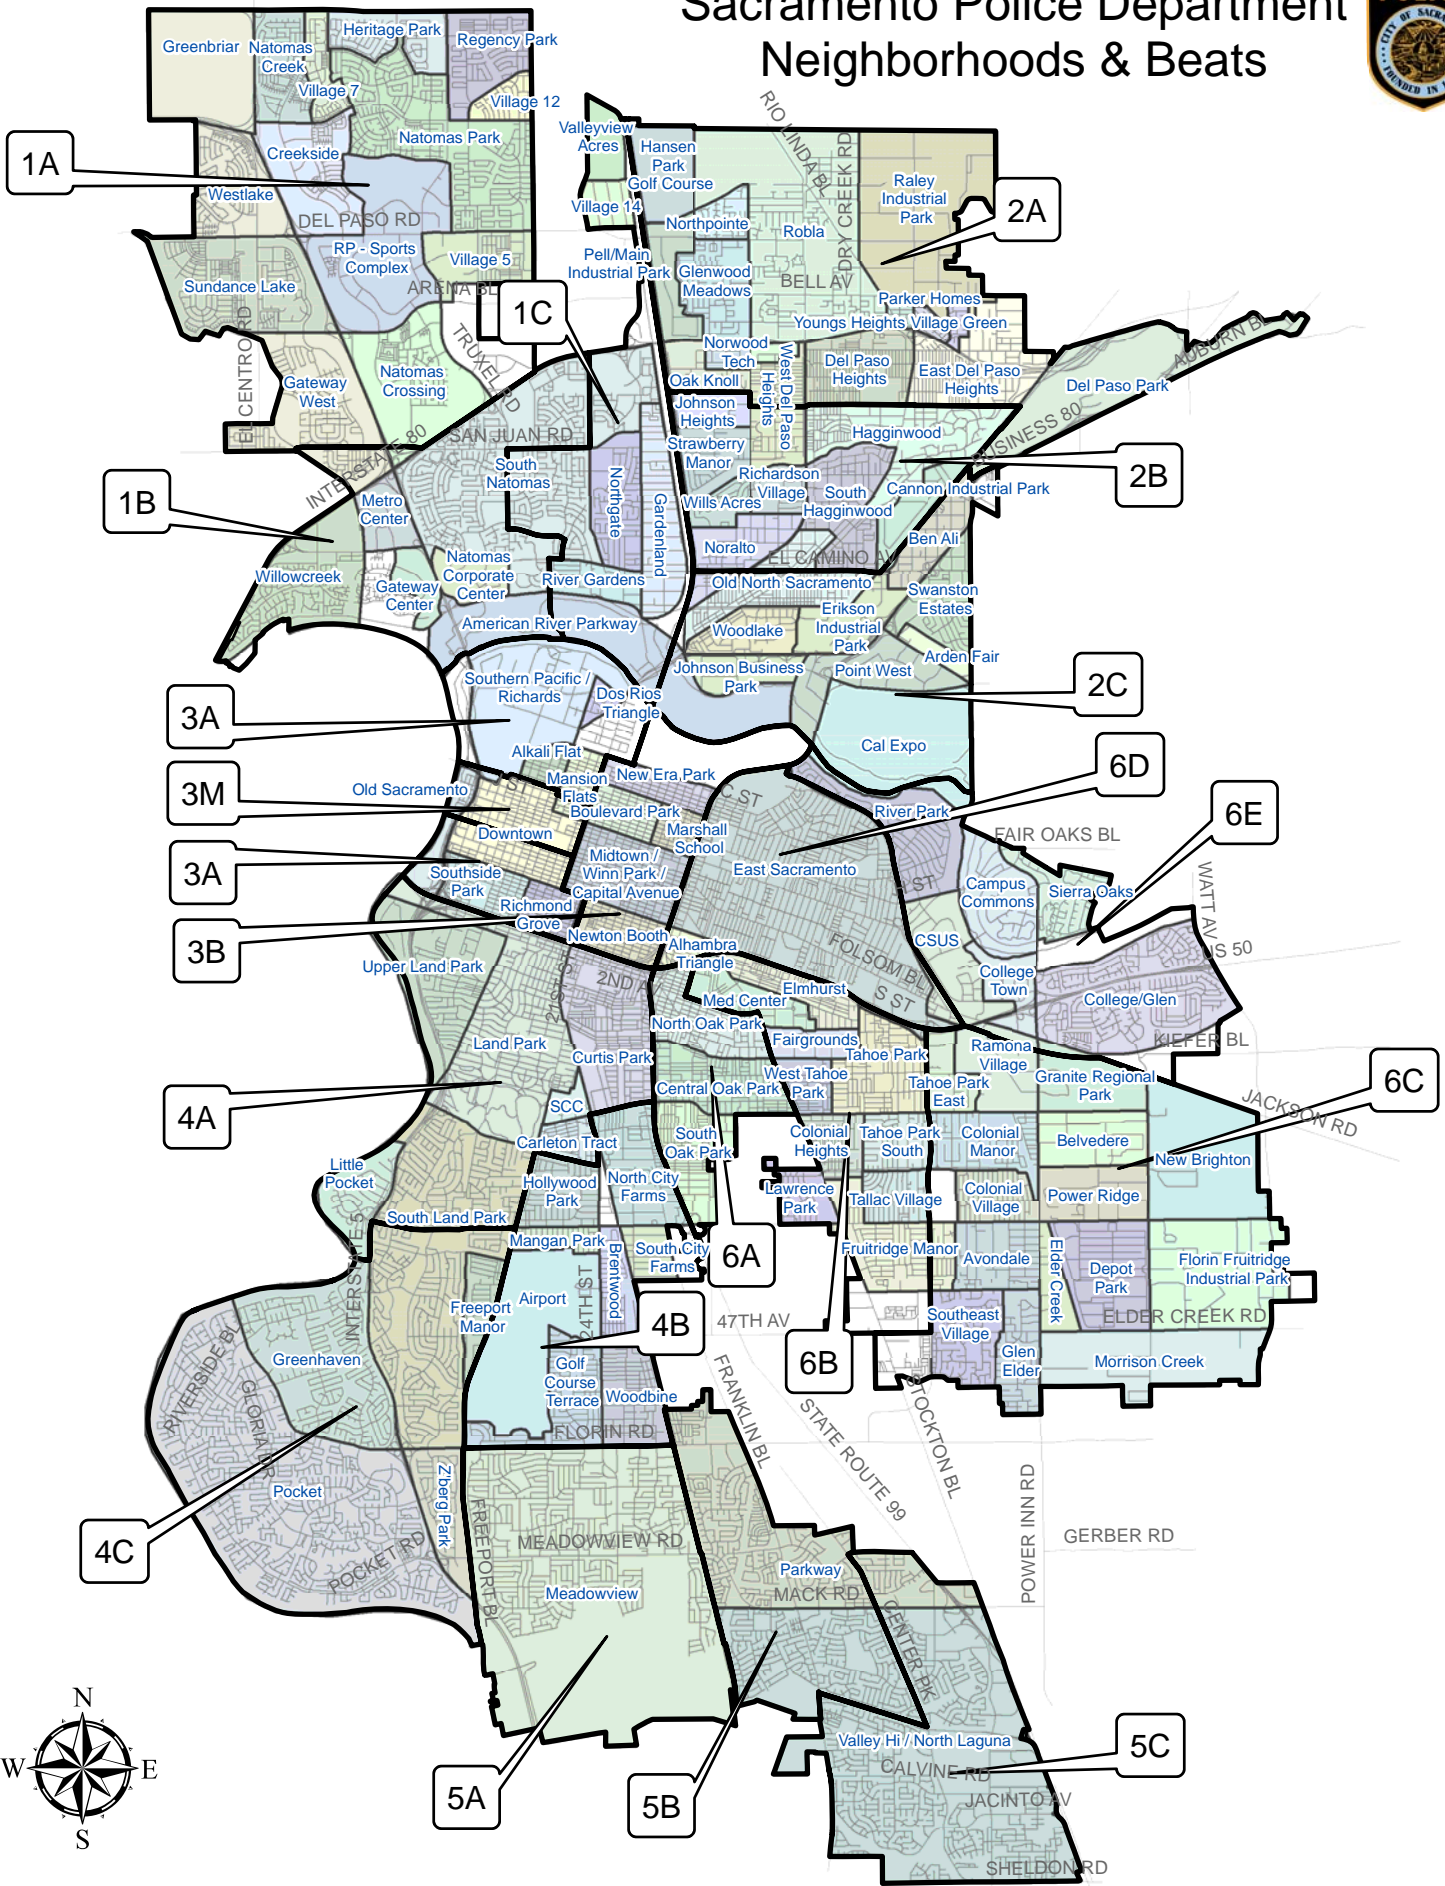 Sacramento Police Department
Neighborhoods & Beats
CITY OF SACRA
FOUNDED IN
Greenbriar
Natomas
Creek
Heritage Park
Regency Park
Village 7
Village 12
Natomas Park
Creekside
1A
Westlake
DEL PASO RD
RP - Sports
Complex
Village 5
Sundance Lake
ARENA BL
Valleyview
Acres
Hansen
Park
Golf Course
Village 14
Pell/Main
Industrial Park
RIO LINDA BL
DRY CREEK RD
Raley
Industrial
Park
2A
Northpointe
Robla
Glenwood
Meadows
BELL AV
Parker Homes
Youngs Heights
Village Green
1C
EL CENTRO RD
TRUXEL RD
Gateway
West
Natomas
Crossing
Norwood
Tech
West Del Paso
Heights
Del Paso
Heights
East Del Paso
Heights
Oak Knoll
Del Paso Park
AUBURN BL
BUSINESS 80
Johnson
Heights
Hagginwood
Strawberry
Manor
SAN JUAN RD
INTERSTATE 80
South
Natomas
Northgate
Gardenland
Richardson
Village
South
Hagginwood
Wills Acres
Cannon Industrial Park
2B
1B
Metro
Center
Noralto
EL CAMINO AV
Ben Ali
Willowcreek
Gateway
Center
Natomas
Corporate
Center
River Gardens
Old North Sacramento
Swanston
Estates
Erikson
Industrial
Park
American River Parkway
Woodlake
Arden Fair
Johnson Business
Park
Point West
2C
Southern Pacific /
Richards
Dos Rios
Triangle
3A
Cal Expo
Alkali Flat
Mansion
Flats
New Era Park
C ST
6D
3M
Old Sacramento
ST
Boulevard Park
River Park
6E
Downtown
Marshall
School
FAIR OAKS BL
3A
Southside
Park
Midtown /
Winn Park /
Capital Avenue
East Sacramento
ST
Campus
Commons
Sierra Oaks
WATT AV
Richmond
Grove
3B
Newton Booth
Alhambra
Triangle
FOLSOM BL
CSUS
US 50
Upper Land Park
2ND AV
Med Center
Elmhurst
S ST
College
Town
College/Glen
21ST ST
North Oak Park
Land Park
Curtis Park
Fairgrounds
Tahoe Park
Ramona
Village
KIEFER BL
West Tahoe
Park
Central Oak Park
Tahoe Park
East
Granite Regional
Park
6C
4A
SCC
JACKSON RD
Carleton Tract
South
Oak Park
Colonial
Heights
Tahoe Park
South
Colonial
Manor
Belvedere
New Brighton
Little
Pocket
Hollywood
Park
North City
Farms
Lawrence
Park
Tallac Village
Colonial
Village
Power Ridge
South Land Park
Mangan Park
Brentwood
South City
Farms
6A
Fruitridge Manor
Avondale
Elder Creek
Depot
Park
Florin Fruitridge
Industrial Park
INTERSTATE 5
Freeport
Manor
Airport
24TH ST
4B
47TH AV
6B
Southeast
Village
ELDER CREEK RD
RIVERSIDE BL
Greenhaven
GLORIA DR
Golf
Course
Terrace
Woodbine
Glen
Elder
Morrison Creek
FLORIN RD
FRANKLIN BL
STATE ROUTE 99
STOCKTON BL
Pocket
Z'berg Park
4C
POCKET RD
FREEPORT BL
MEADOWVIEW RD
Meadowview
Parkway
MACK RD
CENTER PK
POWER INN RD
GERBER RD
N
W
E
S
5A
5B
Valley Hi / North Laguna
CALVINE RD
5C
JACINTO AV
SHELDON RD